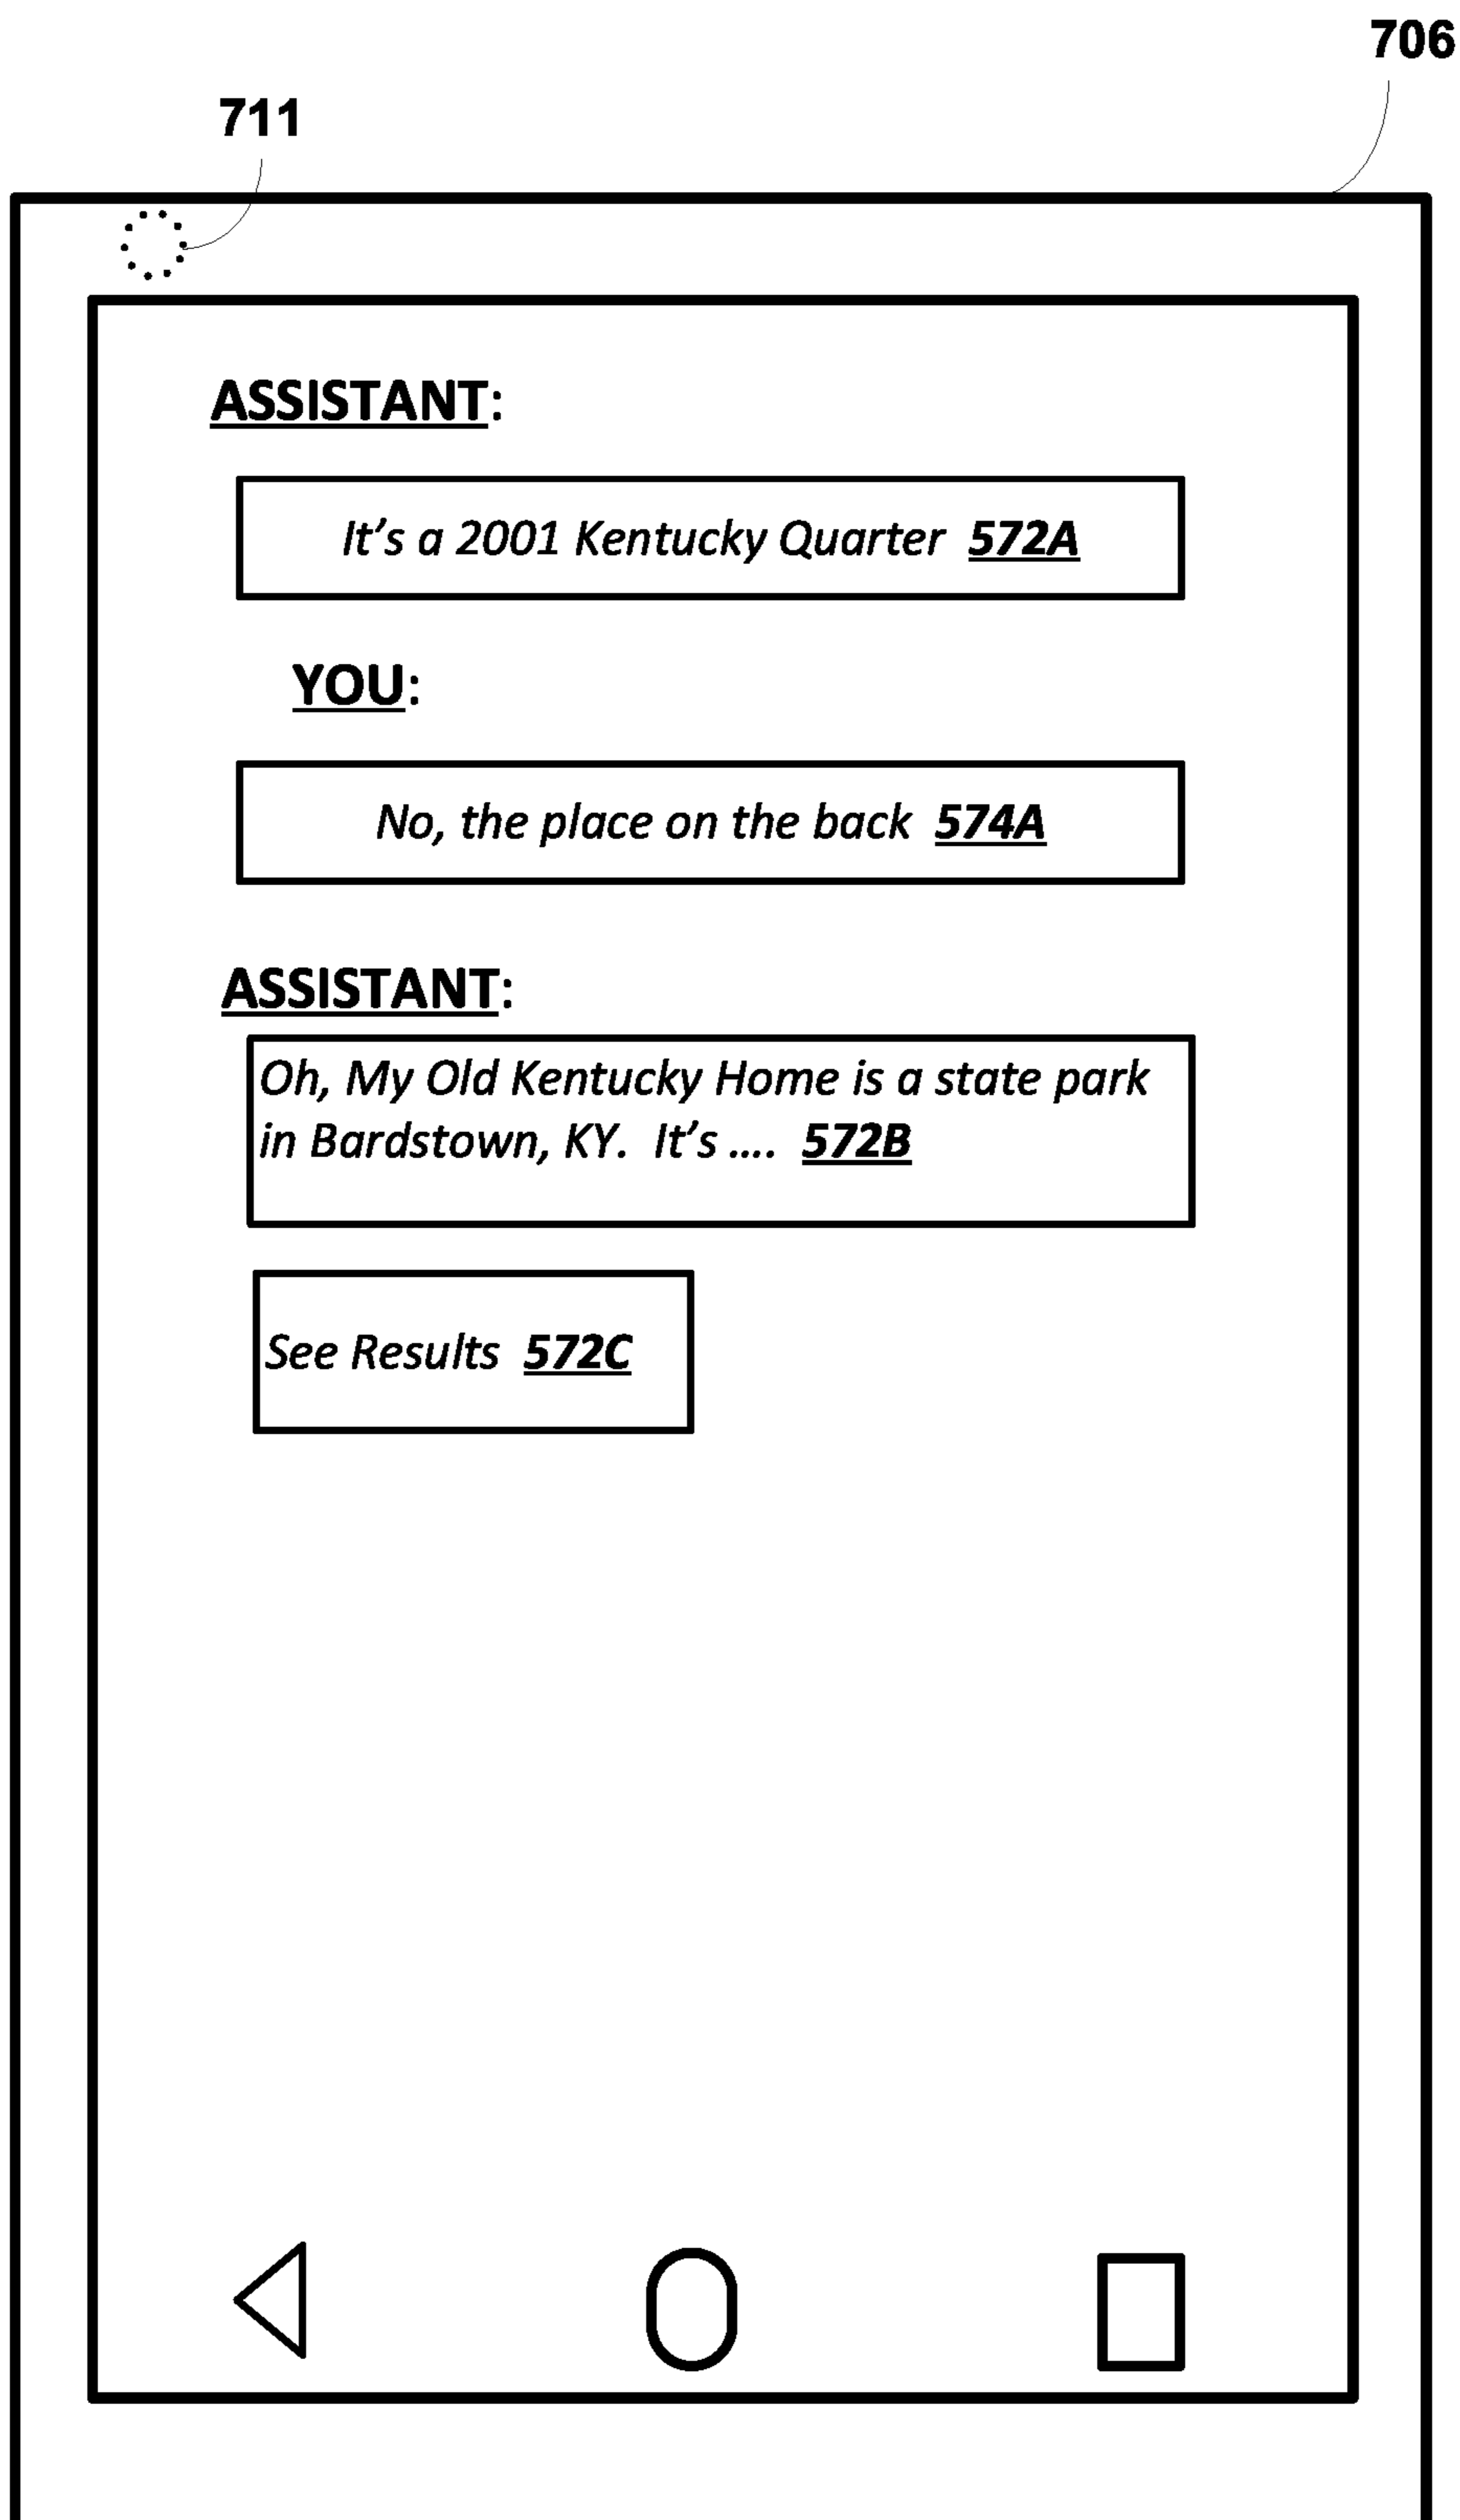 706
711
ASSISTANT:
It’s a 2001 Kentucky Quarter 572A
YOU:
No, the place on the back 574A
ASSISTANT:
Oh, My Old Kentucky Home is a state park
in Bardstown, KY. It’s .... 572B
See Results 572C